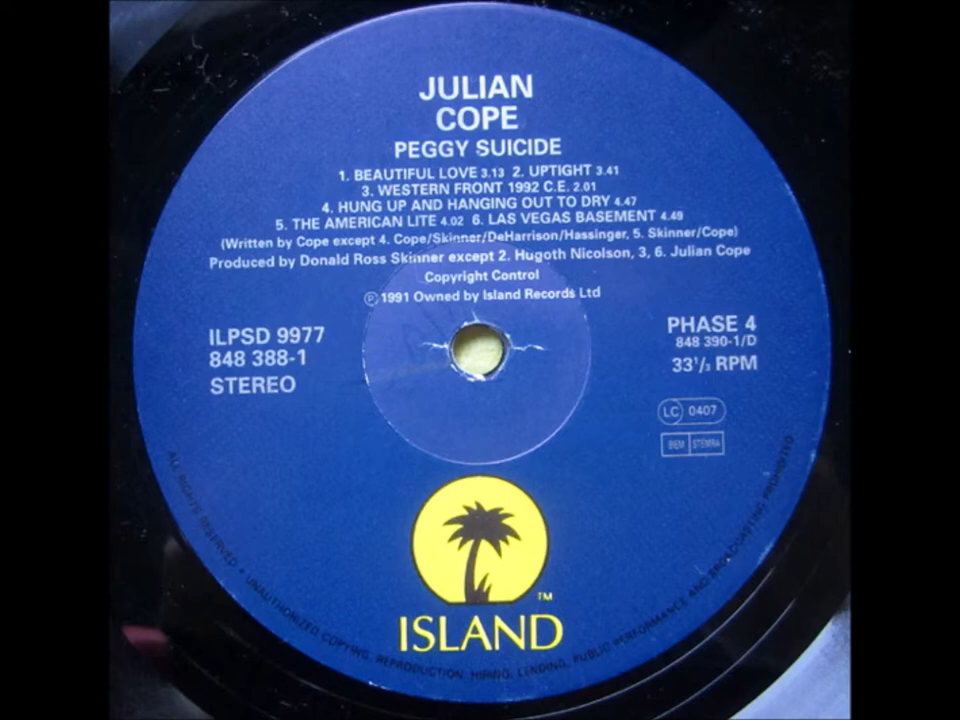 JULIAN
COPE
PEGGY SUICIDE
1. BEAUTIFUL LOVE 3.13 2. UPTIGHT 3.41
3. WESTERN FRONT 1992 C.E. 2.01
4. HUNG UP AND HANGING OUT TO DRY 4.47
5. THE AMERICAN LITE 4.02 6. LAS VEGAS BASEMENT 4.49
(Written by Cope except 4. Cope/Skinner/DeHarrison/Hassinger, 5. Skinner/Cope)
Produced by Donald Ross Skinner except 2. Hugoth Nicolson, 3, 6. Julian Cope
Copyright Control
Ⓟ 1991 Owned by Island Records Ltd
ILPSD 9977
848 388-1
STEREO
PHASE 4
848 390-1/D
33 1/3 RPM
LC 0407
BIEM STEMRA
ISLAND
TM
ALL RIGHTS RESERVED • UNAUTHORIZED COPYING, REPRODUCTION, HIRING, LENDING, PUBLIC PERFORMANCE AND BROADCASTING PROHIBITED